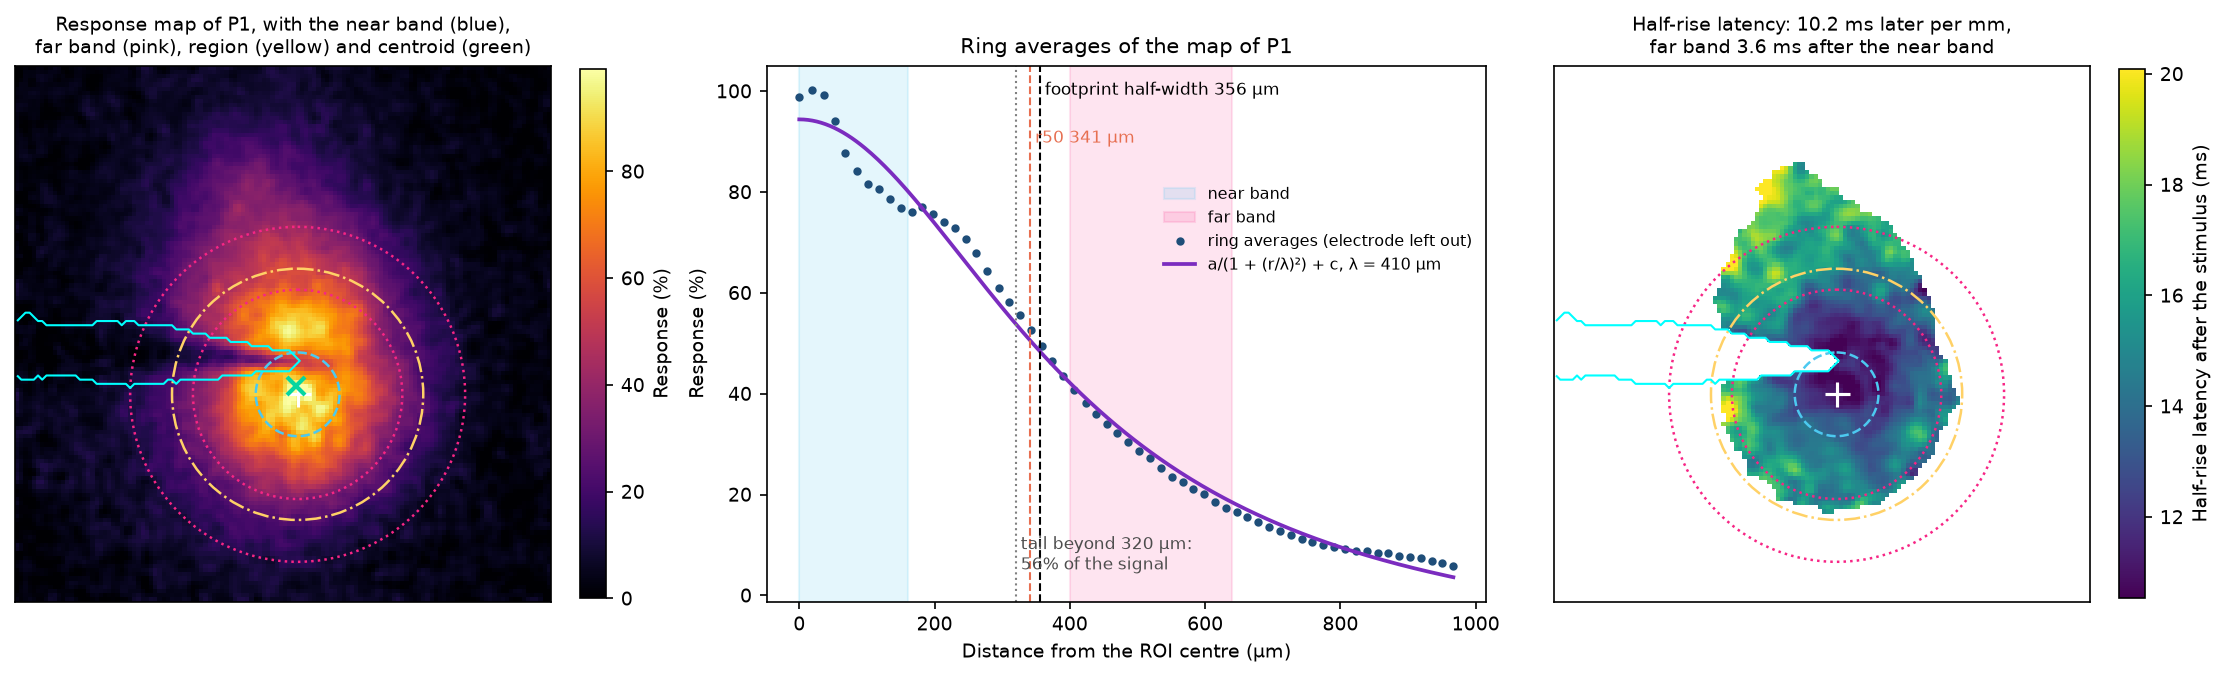 Response map of P1, with the near band (blue),
far band (pink), region (yellow) and centroid (green)
80
60
40
20
0
Response (%)
Ring averages of the map of P1
Response (%)
100
80
60
40
20
0
footprint half-width 356 µm
r50 341 µm
near band
far band
ring averages (electrode left out)
a/(1 + (r/λ)²) + c, λ = 410 µm
tail beyond 320 µm:
56% of the signal
0
200
400
600
800
1000
Distance from the ROI centre (µm)
Half-rise latency: 10.2 ms later per mm,
far band 3.6 ms after the near band
20
18
16
14
12
Half-rise latency after the stimulus (ms)